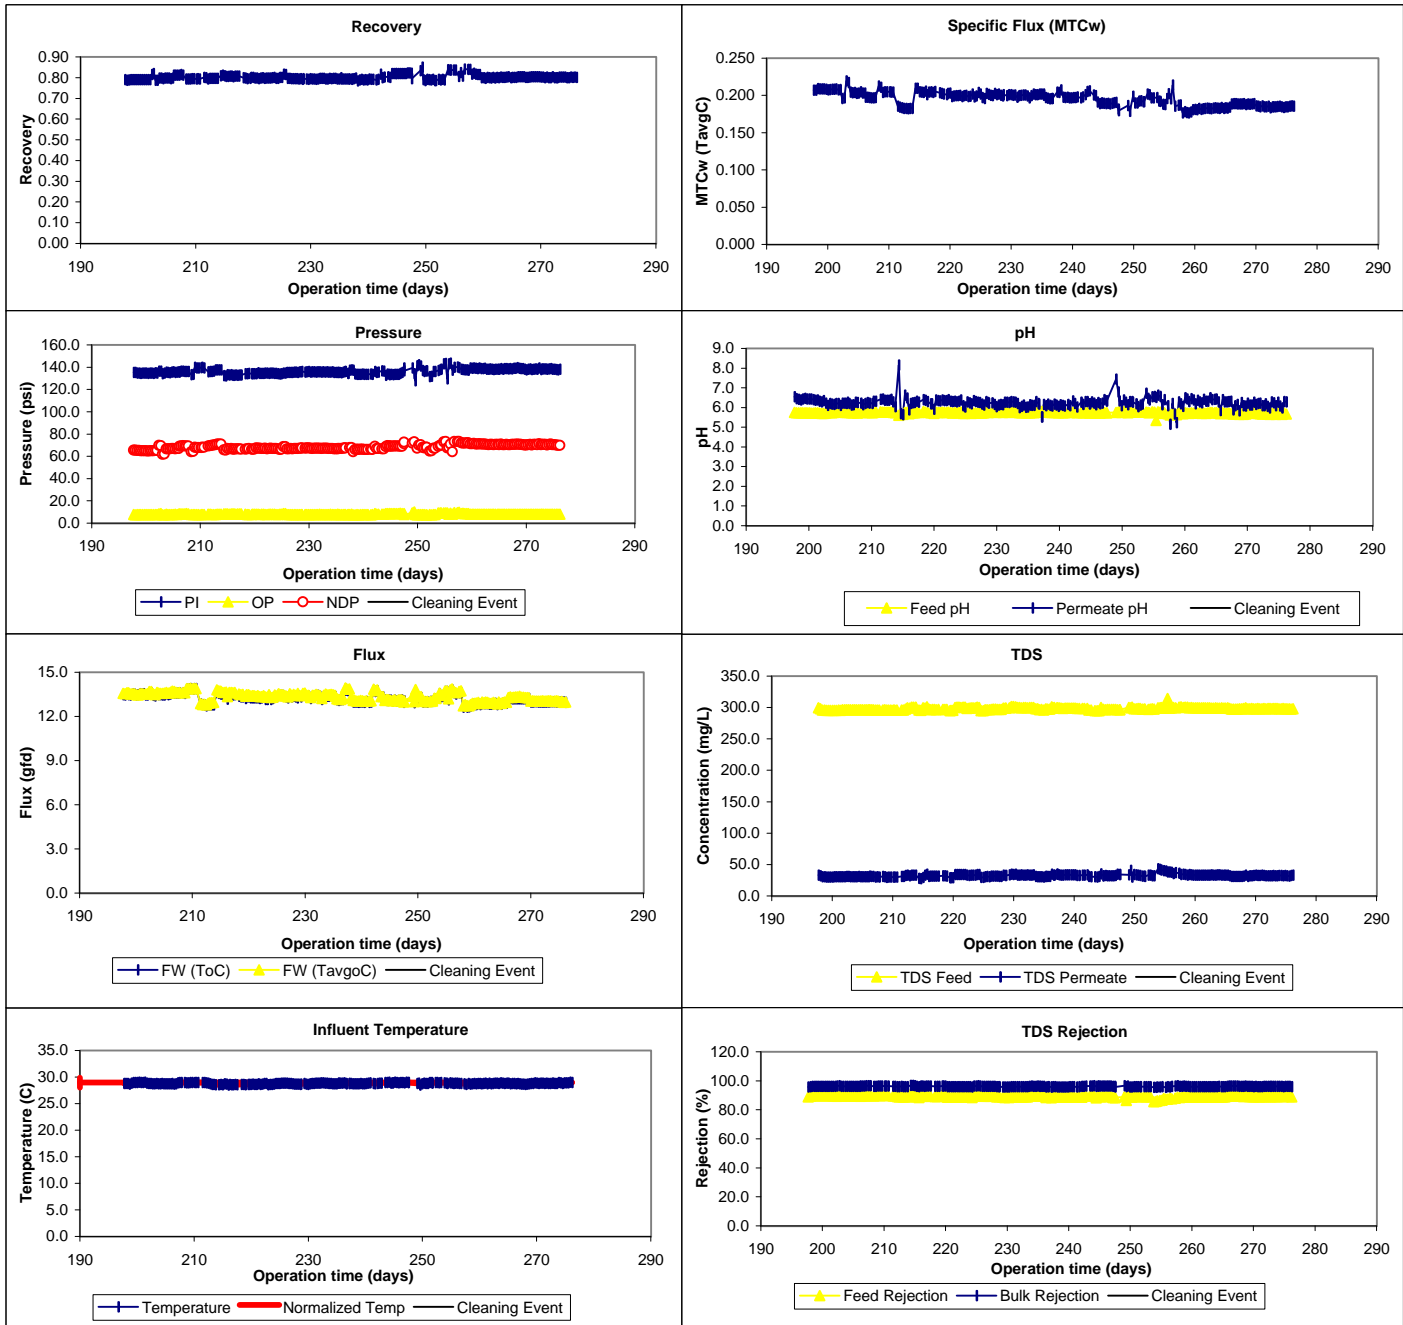 Recovery
0.90
0.80
0.70
0.60
0.50
0.40
0.30
0.20
0.10
0.00
Recovery
190 210 230 250 270 290
Operation time (days)
Specific Flux (MTCw)
0.250
0.200
0.150
0.100
0.050
0.000
MTCw (TavgC)
190 200 210 220 230 240 250 260 270 280 290
Operation time (days)
Pressure
160.0
140.0
120.0
100.0
80.0
60.0
40.0
20.0
0.0
Pressure (psi)
190 210 230 250 270 290
Operation time (days)
PI OP NDP Cleaning Event
pH
9.0
8.0
7.0
6.0
5.0
4.0
3.0
2.0
1.0
0.0
pH
190 200 210 220 230 240 250 260 270 280 290
Operation time (days)
Feed pH Permeate pH Cleaning Event
Flux
15.0
12.0
9.0
6.0
3.0
0.0
Flux (gfd)
190 210 230 250 270 290
Operation time (days)
FW (ToC) FW (TavgoC) Cleaning Event
TDS
350.0
300.0
250.0
200.0
150.0
100.0
50.0
0.0
Concentration (mg/L)
190 200 210 220 230 240 250 260 270 280 290
Operation time (days)
TDS Feed TDS Permeate Cleaning Event
Influent Temperature
35.0
30.0
25.0
20.0
15.0
10.0
5.0
0.0
Temperature (C)
190 210 230 250 270 290
Operation time (days)
Temperature Normalized Temp Cleaning Event
TDS Rejection
120.0
100.0
80.0
60.0
40.0
20.0
0.0
Rejection (%)
190 200 210 220 230 240 250 260 270 280 290
Operation time (days)
Feed Rejection Bulk Rejection Cleaning Event